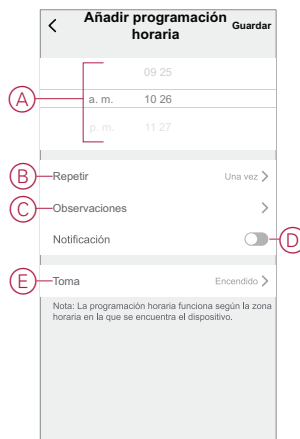 Añadir programación
horaria
Guardar
09 25
A
a. m. 10 26
p. m. 11 27
B
Repetir
Una vez
C
Observaciones
Notificación
D
E
Toma
Encendido
Nota: La programación horaria funciona según la zona
horaria en la que se encuentra el dispositivo.